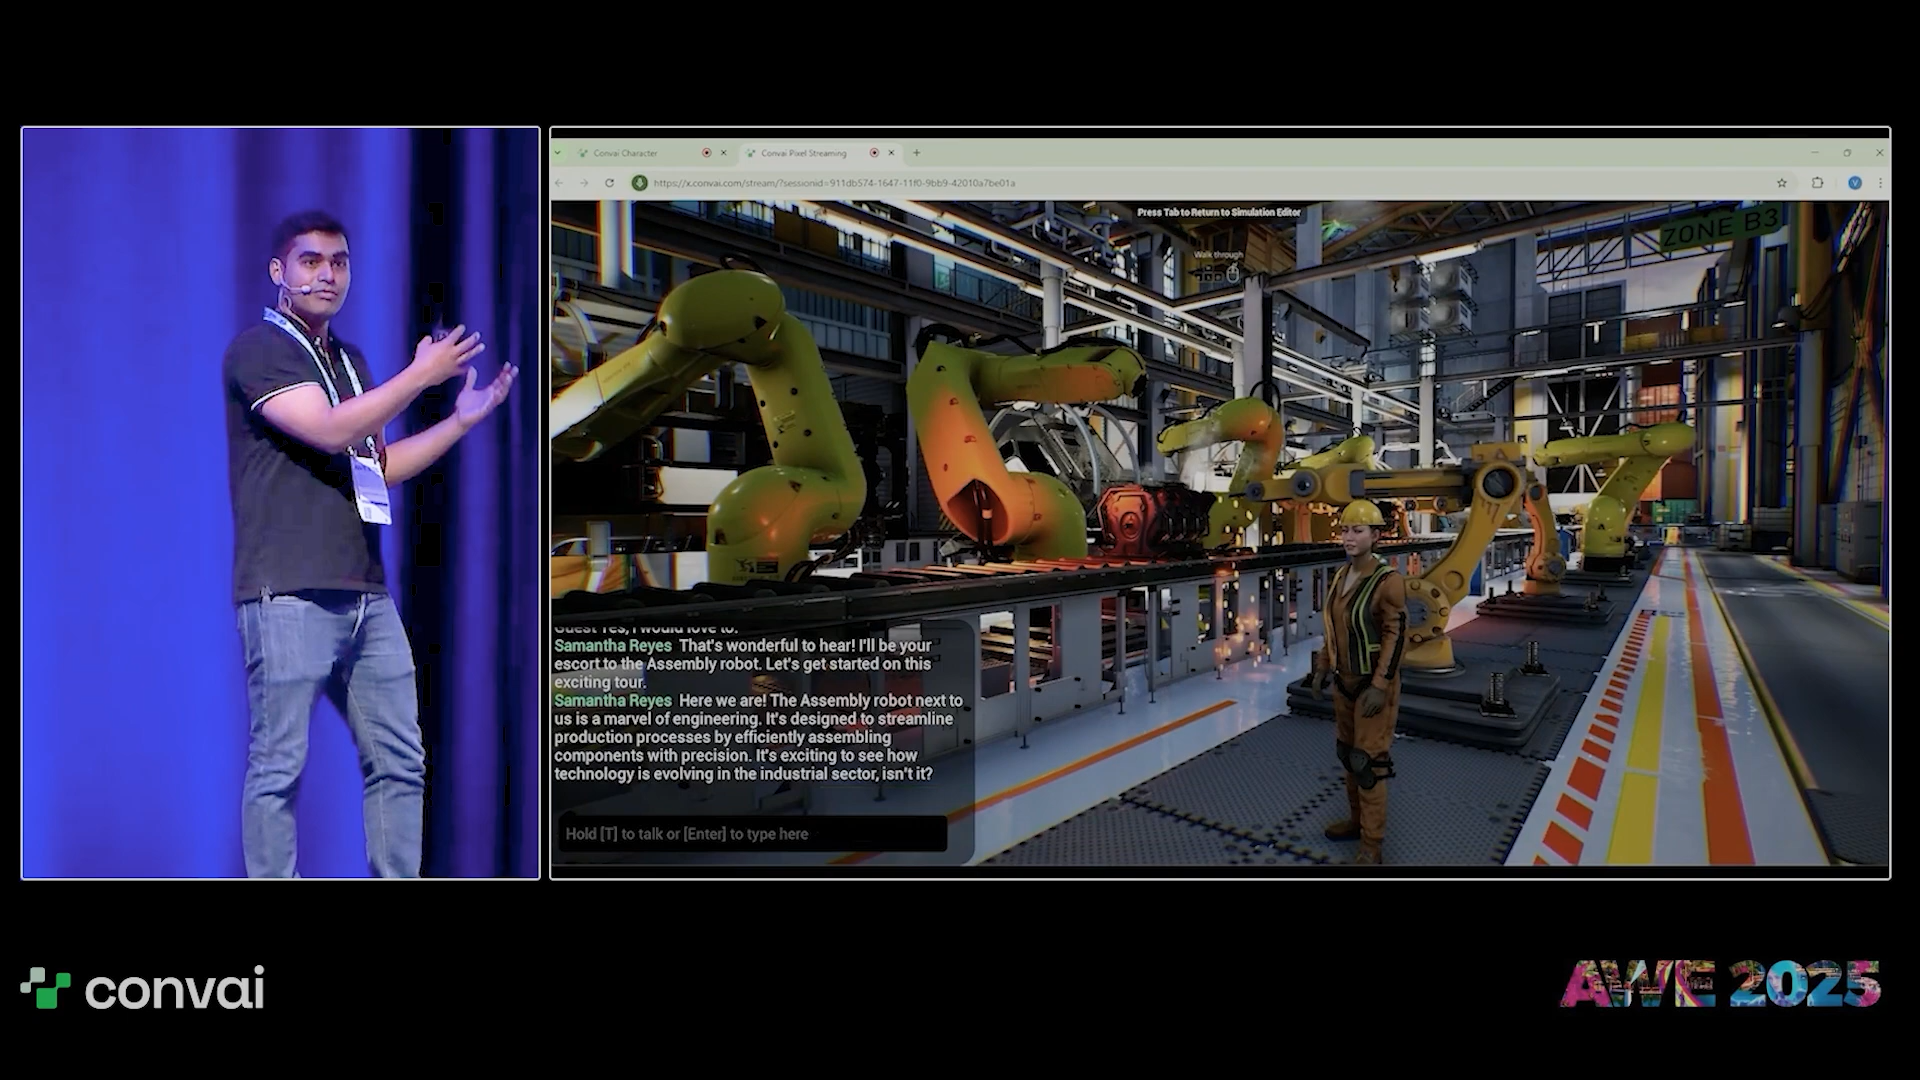 Convai Character
Convai Pixel Streaming
https://x.convai.com/stream/?sessionid=911db574-1647-11f0-9bb9-42010a7be01a
V
Press Tab to Return to Simulation Editor
Walk through
ZONE B3
Guest Yes, I would love to.
Samantha Reyes That's wonderful to hear! I'll be your
escort to the Assembly robot. Let's get started on this
exciting tour.
Samantha Reyes Here we are! The Assembly robot next to
us is a marvel of engineering. It's designed to streamline
production processes by efficiently assembling
components with precision. It's exciting to see how
technology is evolving in the industrial sector, isn't it?
Hold [T] to talk or [Enter] to type here
convai
AWE 2025